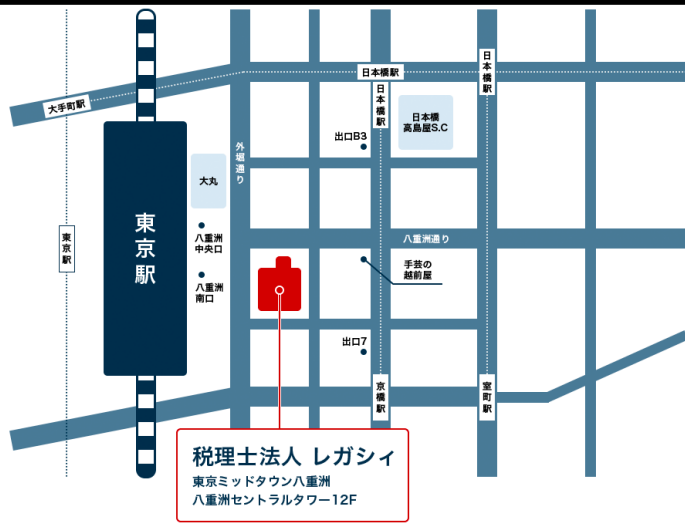 日本橋駅
日本橋駅
日本橋駅
大手町駅
日本橋
高島屋S.C
出口B3
外堀通り
大丸
東京駅
東京駅
八重洲
中央口
八重洲通り
手芸の
越前屋
八重洲
南口
出口7
京橋駅
室町駅
税理士法人 レガシィ
東京ミッドタウン八重洲
八重洲セントラルタワー12F